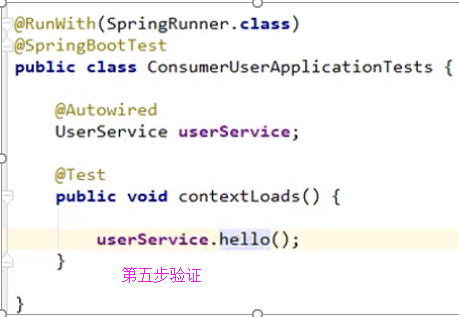 @RunWith(SpringRunner.class)
@SpringBootTest
public class ConsumerUserApplicationTests {
@Autowired
UserService userService;
@Test
public void contextLoads() {
userService.hello();
}
第五步验证
}